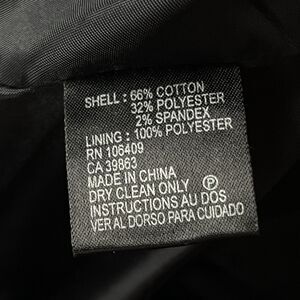 SHELL : 66% COTTON
32% POLYESTER
2% SPANDEX
LINING : 100% POLYESTER
RN 106409
CA 39863
MADE IN CHINA
DRY CLEAN ONLY Ⓟ
INSTRUCTIONS AU DOS
VER AL DORSO PARA CUIDADO